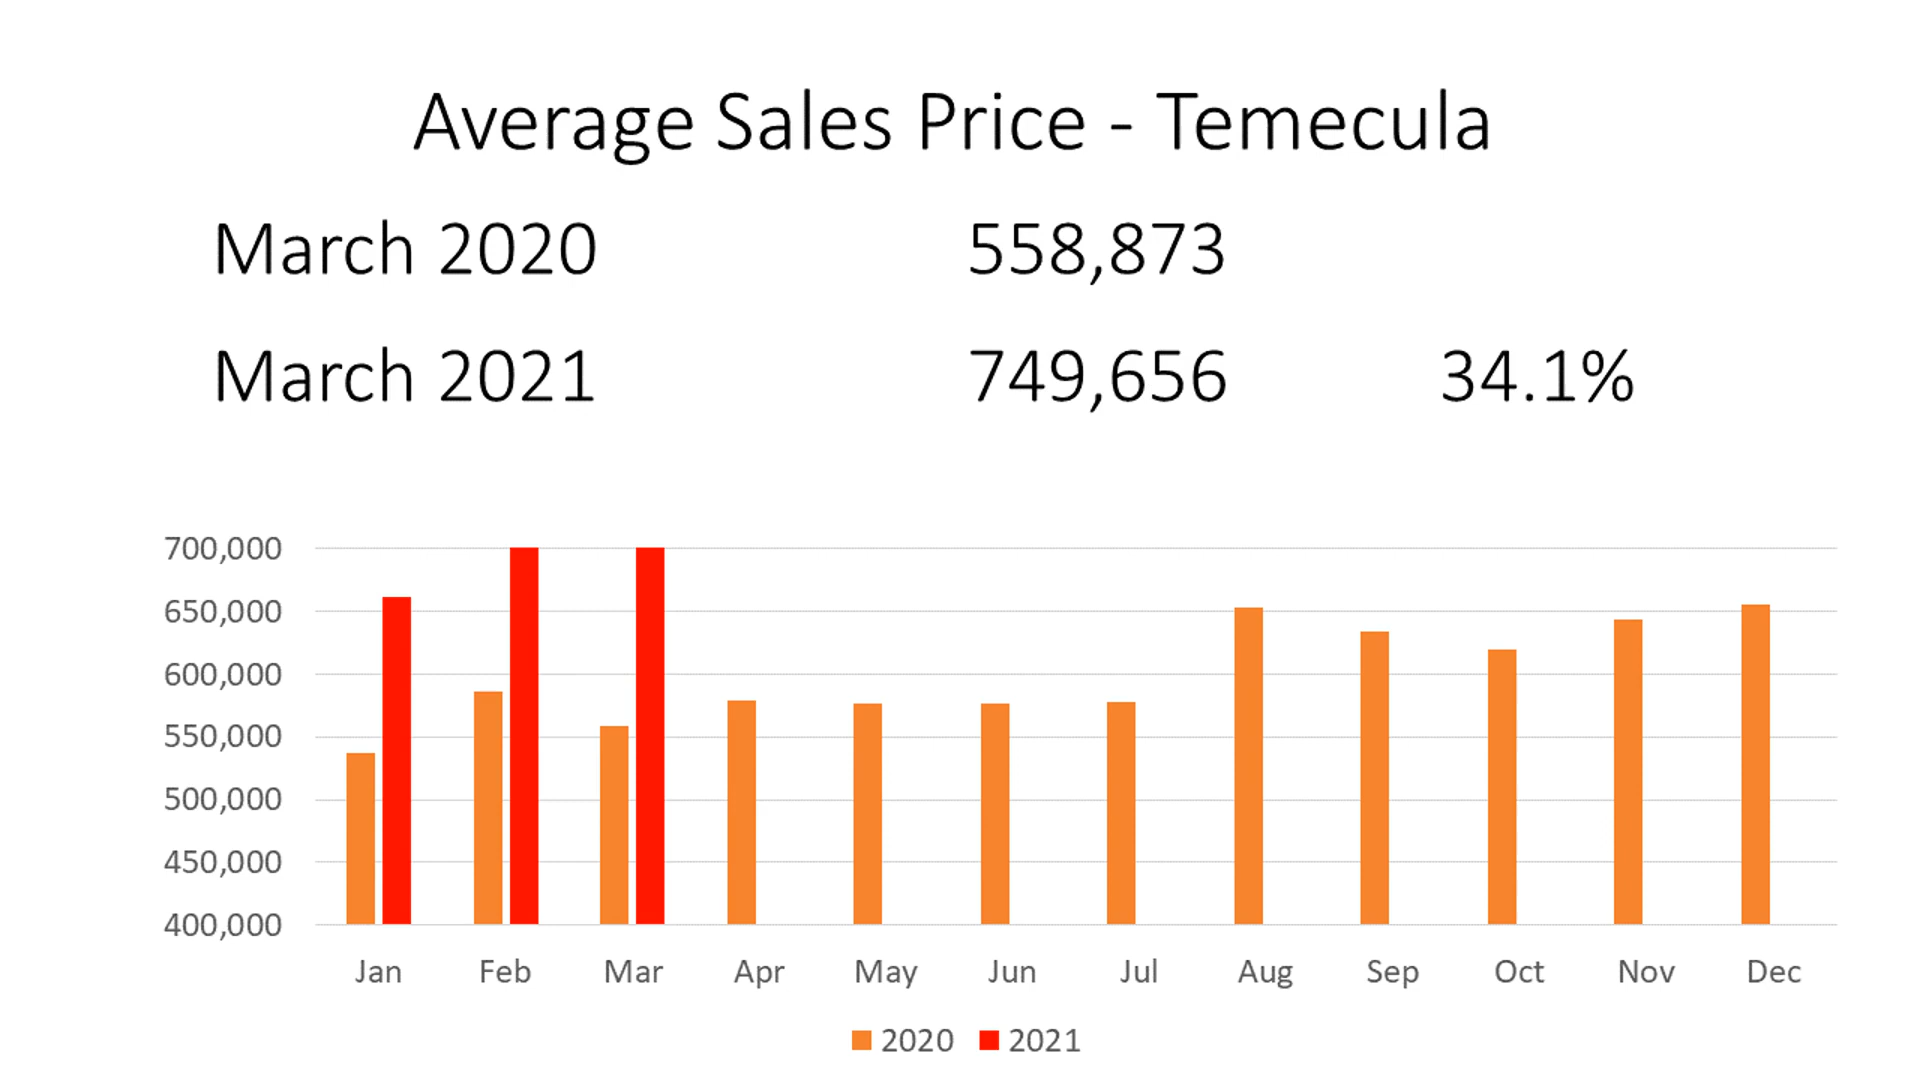 Average Sales Price - Temecula
March 2020 558,873
March 2021 749,656 34.1%
700,000
650,000
600,000
550,000
500,000
450,000
400,000
Jan Feb Mar Apr May Jun Jul Aug Sep Oct Nov Dec
2020 2021